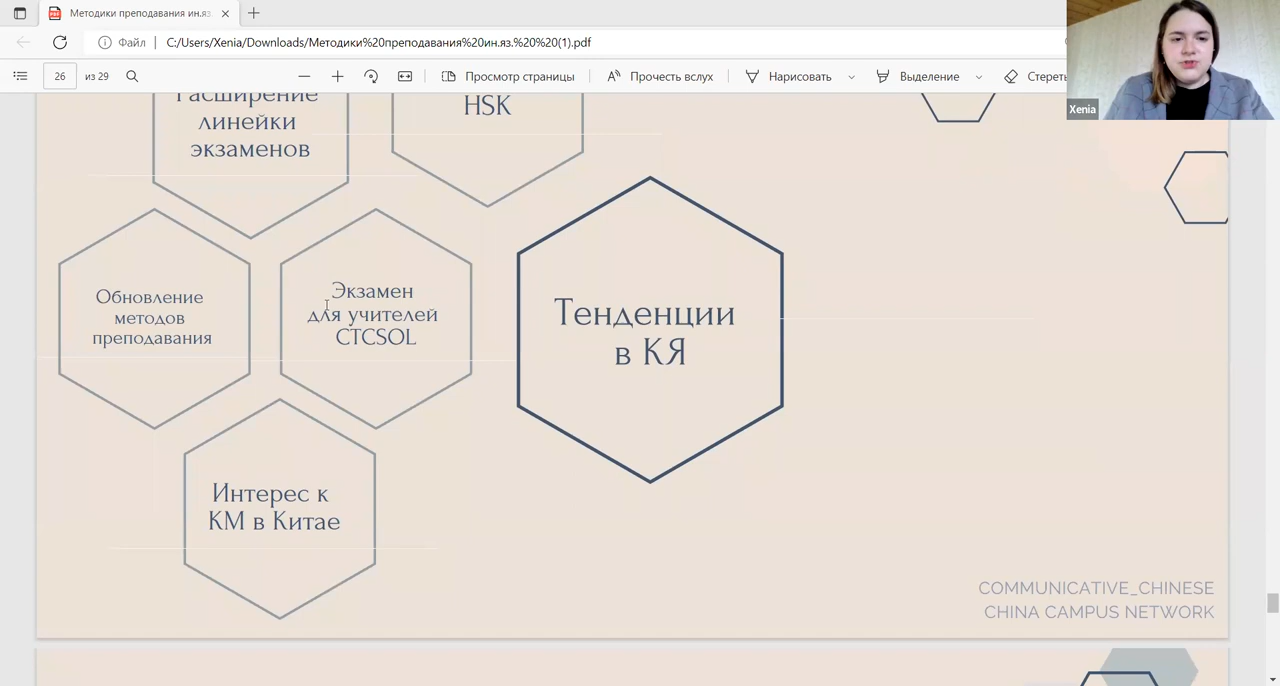 Методики преподавания ин.яз.
Файл
C:/Users/Xenia/Downloads/Методики%20преподавания%20ин.яз.%20%20(1).pdf
26
из 29
Просмотр страницы
Прочесть вслух
Нарисовать
Выделение
Стереть
Xenia
Расширение
линейки
экзаменов
HSK
Обновление
методов
преподавания
Экзамен
для учителей
CTCSOL
Тенденции
в КЯ
Интерес к
КМ в Китае
COMMUNICATIVE_CHINESE
CHINA CAMPUS NETWORK